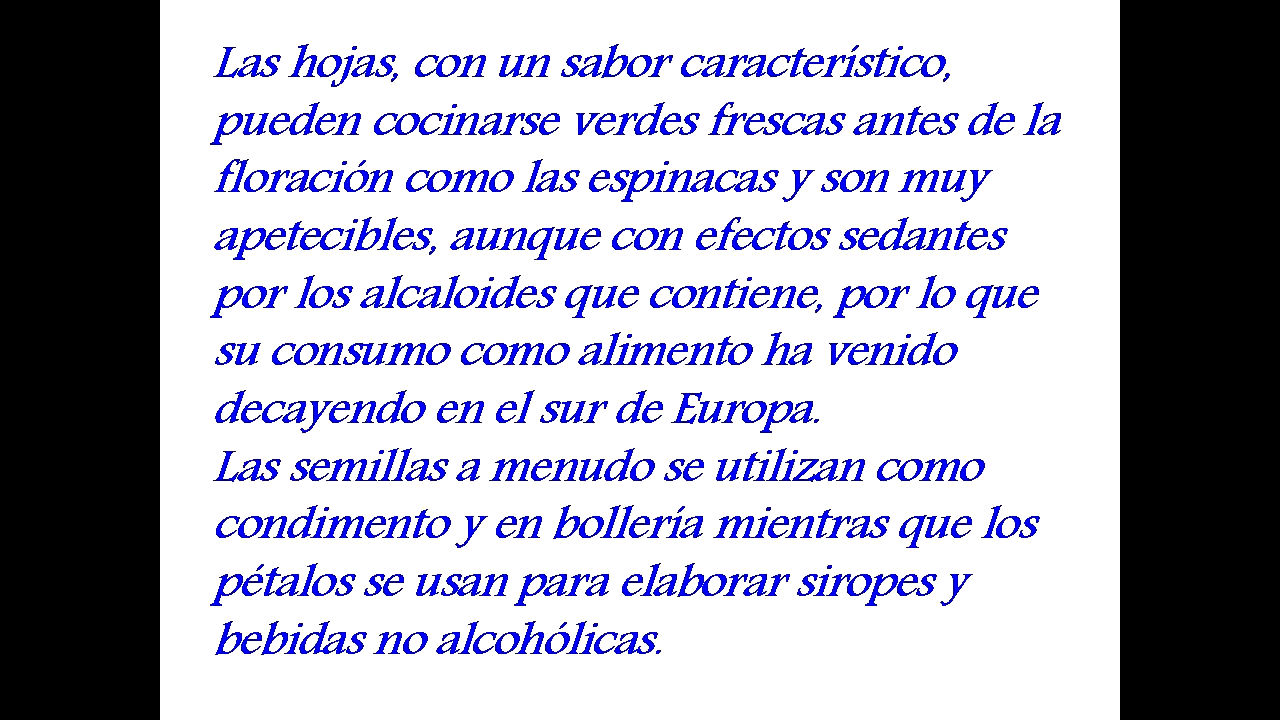 Las hojas, con un sabor característico,
pueden cocinarse verdes frescas antes de la
floración como las espinacas y son muy
apetecibles, aunque con efectos sedantes
por los alcaloides que contiene, por lo que
su consumo como alimento ha venido
decayendo en el sur de Europa.
Las semillas a menudo se utilizan como
condimento y en bollería mientras que los
pétalos se usan para elaborar siropes y
bebidas no alcohólicas.